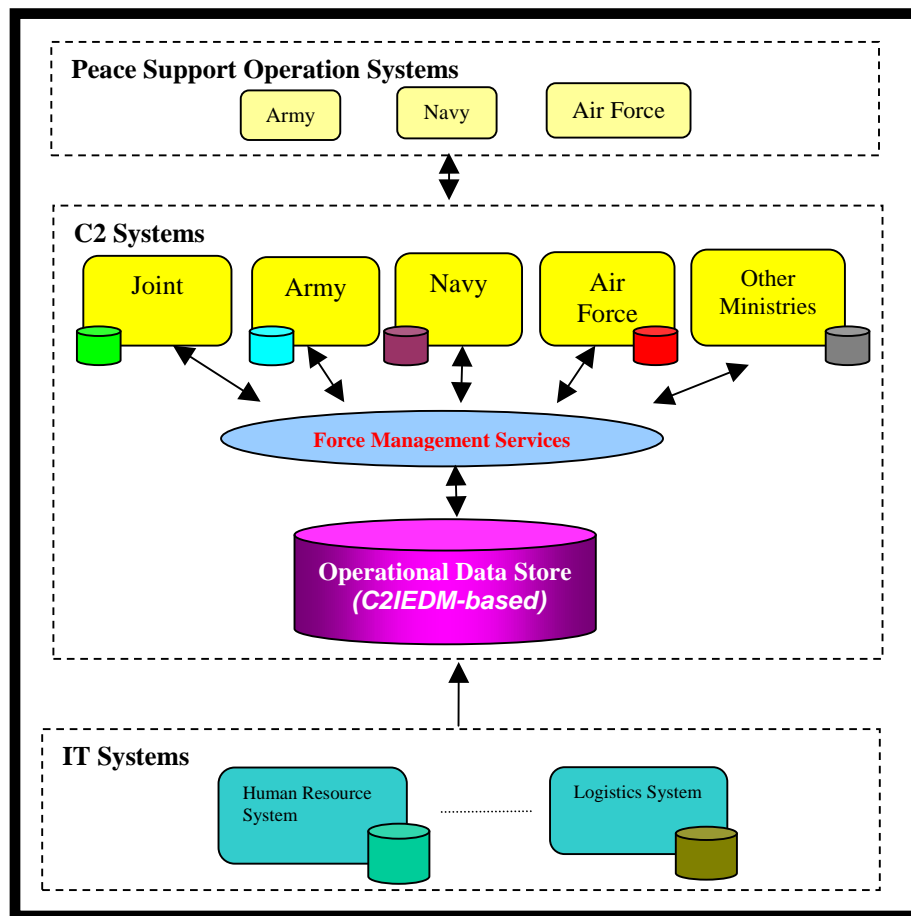 Peace Support Operation Systems
Army
Navy
Air Force
C2 Systems
Joint
Army
Navy
Air
Force
Other
Ministries
Force Management Services
Operational Data Store
(C2IEDM-based)
IT Systems
Human Resource
System
Logistics System